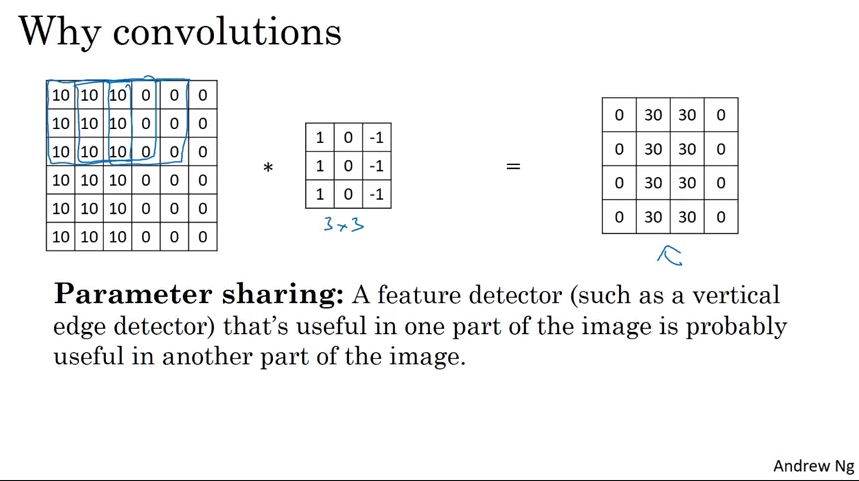 Why convolutions
10 10 10 0 0 0
10 10 10 0 0 0
10 10 10 0 0 0
10 10 10 0 0 0
10 10 10 0 0 0
10 10 10 0 0 0
*
1 0 -1
1 0 -1
1 0 -1
3x3
=
0 30 30 0
0 30 30 0
0 30 30 0
0 30 30 0
Parameter sharing: A feature detector (such as a vertical
edge detector) that’s useful in one part of the image is probably
useful in another part of the image.
Andrew Ng